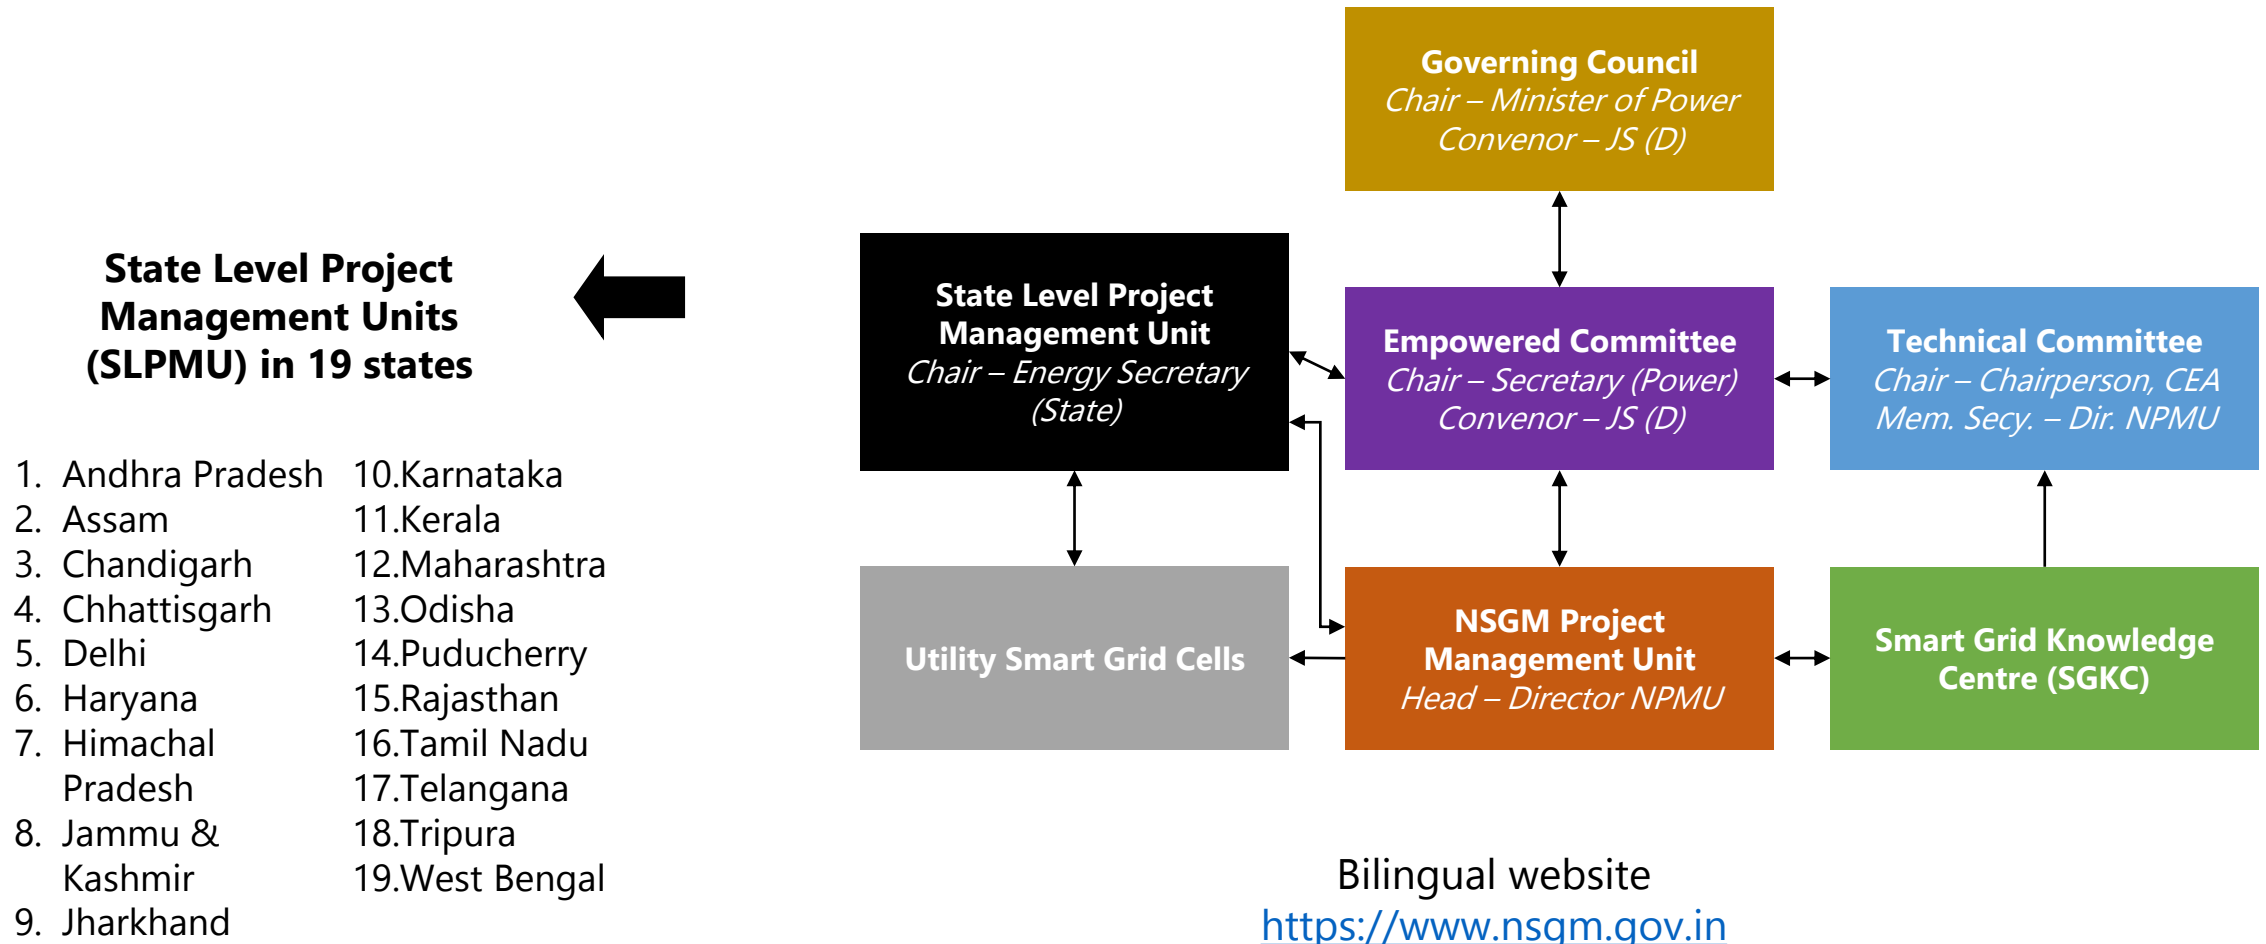 Governing Council
Chair – Minister of Power
Convenor – JS (D)
State Level Project
Management Units
(SLPMU) in 19 states
State Level Project
Management Unit
Chair – Energy Secretary
(State)
Empowered Committee
Chair – Secretary (Power)
Convenor – JS (D)
Technical Committee
Chair – Chairperson, CEA
Mem. Secy. – Dir. NPMU
1. Andhra Pradesh
2. Assam
3. Chandigarh
4. Chhattisgarh
5. Delhi
6. Haryana
7. Himachal
Pradesh
8. Jammu &
Kashmir
9. Jharkhand
10.Karnataka
11.Kerala
12.Maharashtra
13.Odisha
14.Puducherry
15.Rajasthan
16.Tamil Nadu
17.Telangana
18.Tripura
19.West Bengal
Utility Smart Grid Cells
NSGM Project
Management Unit
Head – Director NPMU
Smart Grid Knowledge
Centre (SGKC)
Bilingual website
https://www.nsgm.gov.in